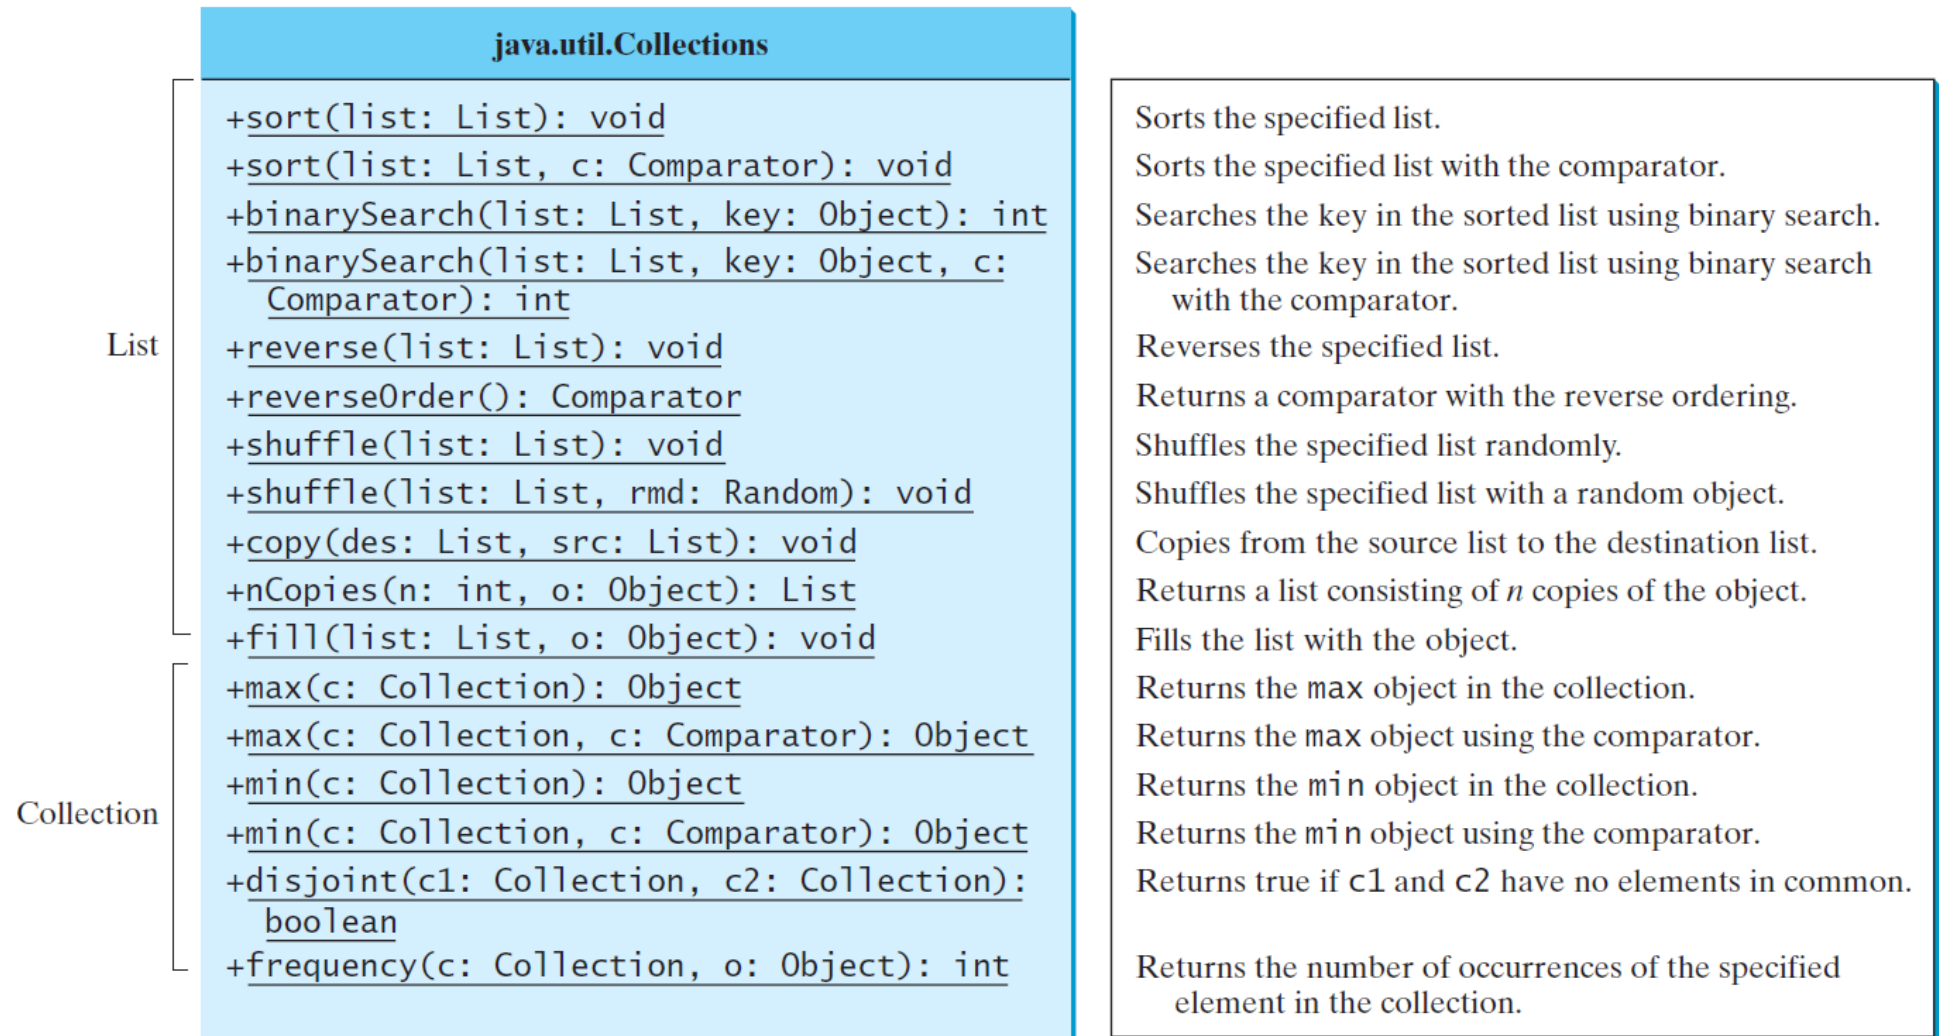 java.util.Collections
List
+sort(list: List): void
Sorts the specified list.
+sort(list: List, c: Comparator): void
Sorts the specified list with the comparator.
+binarySearch(list: List, key: Object): int
Searches the key in the sorted list using binary search.
+binarySearch(list: List, key: Object, c:
Comparator): int
Searches the key in the sorted list using binary search
with the comparator.
+reverse(list: List): void
Reverses the specified list.
+reverseOrder(): Comparator
Returns a comparator with the reverse ordering.
+shuffle(list: List): void
Shuffles the specified list randomly.
+shuffle(list: List, rmd: Random): void
Shuffles the specified list with a random object.
+copy(des: List, src: List): void
Copies from the source list to the destination list.
+nCopies(n: int, o: Object): List
Returns a list consisting of n copies of the object.
+fill(list: List, o: Object): void
Fills the list with the object.
Collection
+max(c: Collection): Object
Returns the max object in the collection.
+max(c: Collection, c: Comparator): Object
Returns the max object using the comparator.
+min(c: Collection): Object
Returns the min object in the collection.
+min(c: Collection, c: Comparator): Object
Returns the min object using the comparator.
+disjoint(c1: Collection, c2: Collection):
boolean
Returns true if c1 and c2 have no elements in common.
+frequency(c: Collection, o: Object): int
Returns the number of occurrences of the specified
element in the collection.